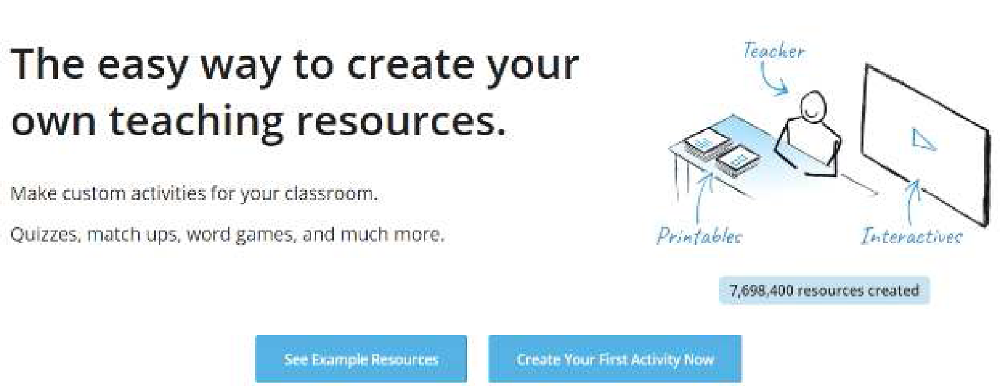 The easy way to create your
own teaching resources.
Make custom activities for your classroom.
Quizzes, match ups, word games, and much more.
Teacher
Printables
Interactives
7,698,400 resources created
See Example Resources
Create Your First Activity Now